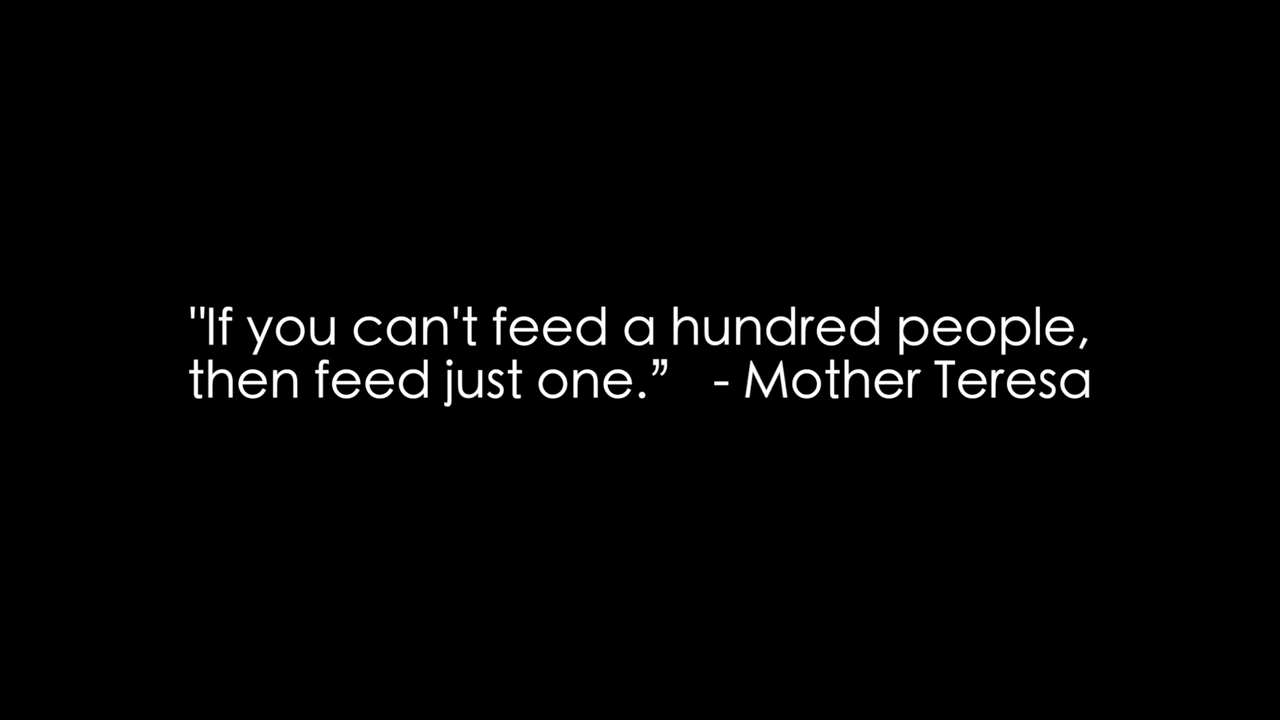 "If you can't feed a hundred people,
then feed just one.” - Mother Teresa